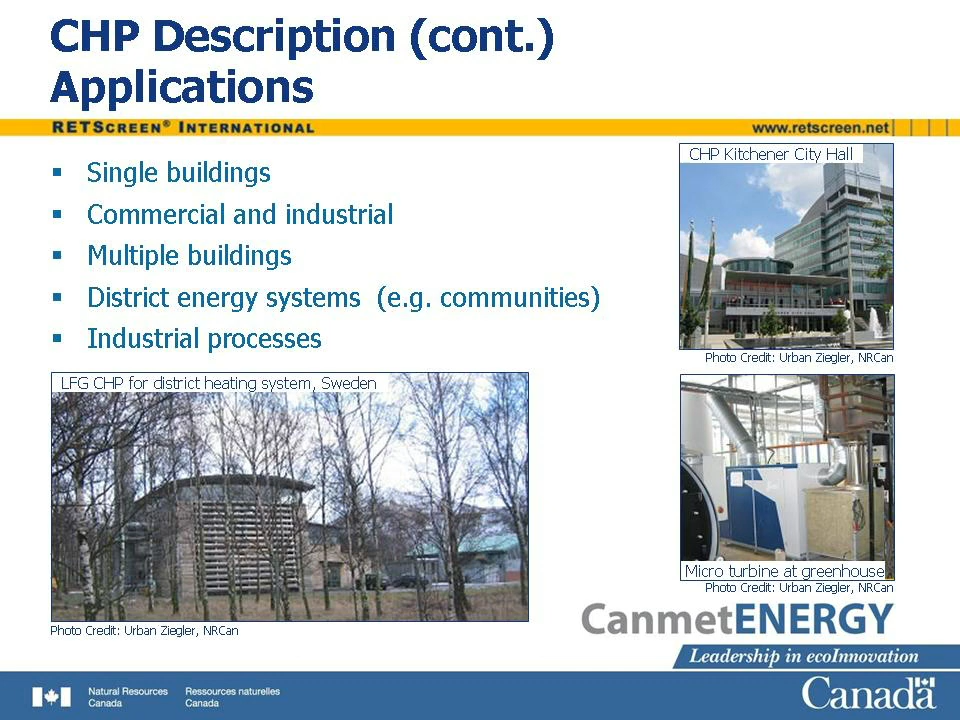 CHP Description (cont.)
Applications
RETSCREEN® INTERNATIONAL
www.retscreen.net
▪ Single buildings
▪ Commercial and industrial
▪ Multiple buildings
▪ District energy systems (e.g. communities)
▪ Industrial processes
CHP Kitchener City Hall
Photo Credit: Urban Ziegler, NRCan
LFG CHP for district heating system, Sweden
Photo Credit: Urban Ziegler, NRCan
Micro turbine at greenhouse
Photo Credit: Urban Ziegler, NRCan
CanmetENERGY
Leadership in ecoInnovation
Natural Resources
Canada
Ressources naturelles
Canada
Canada